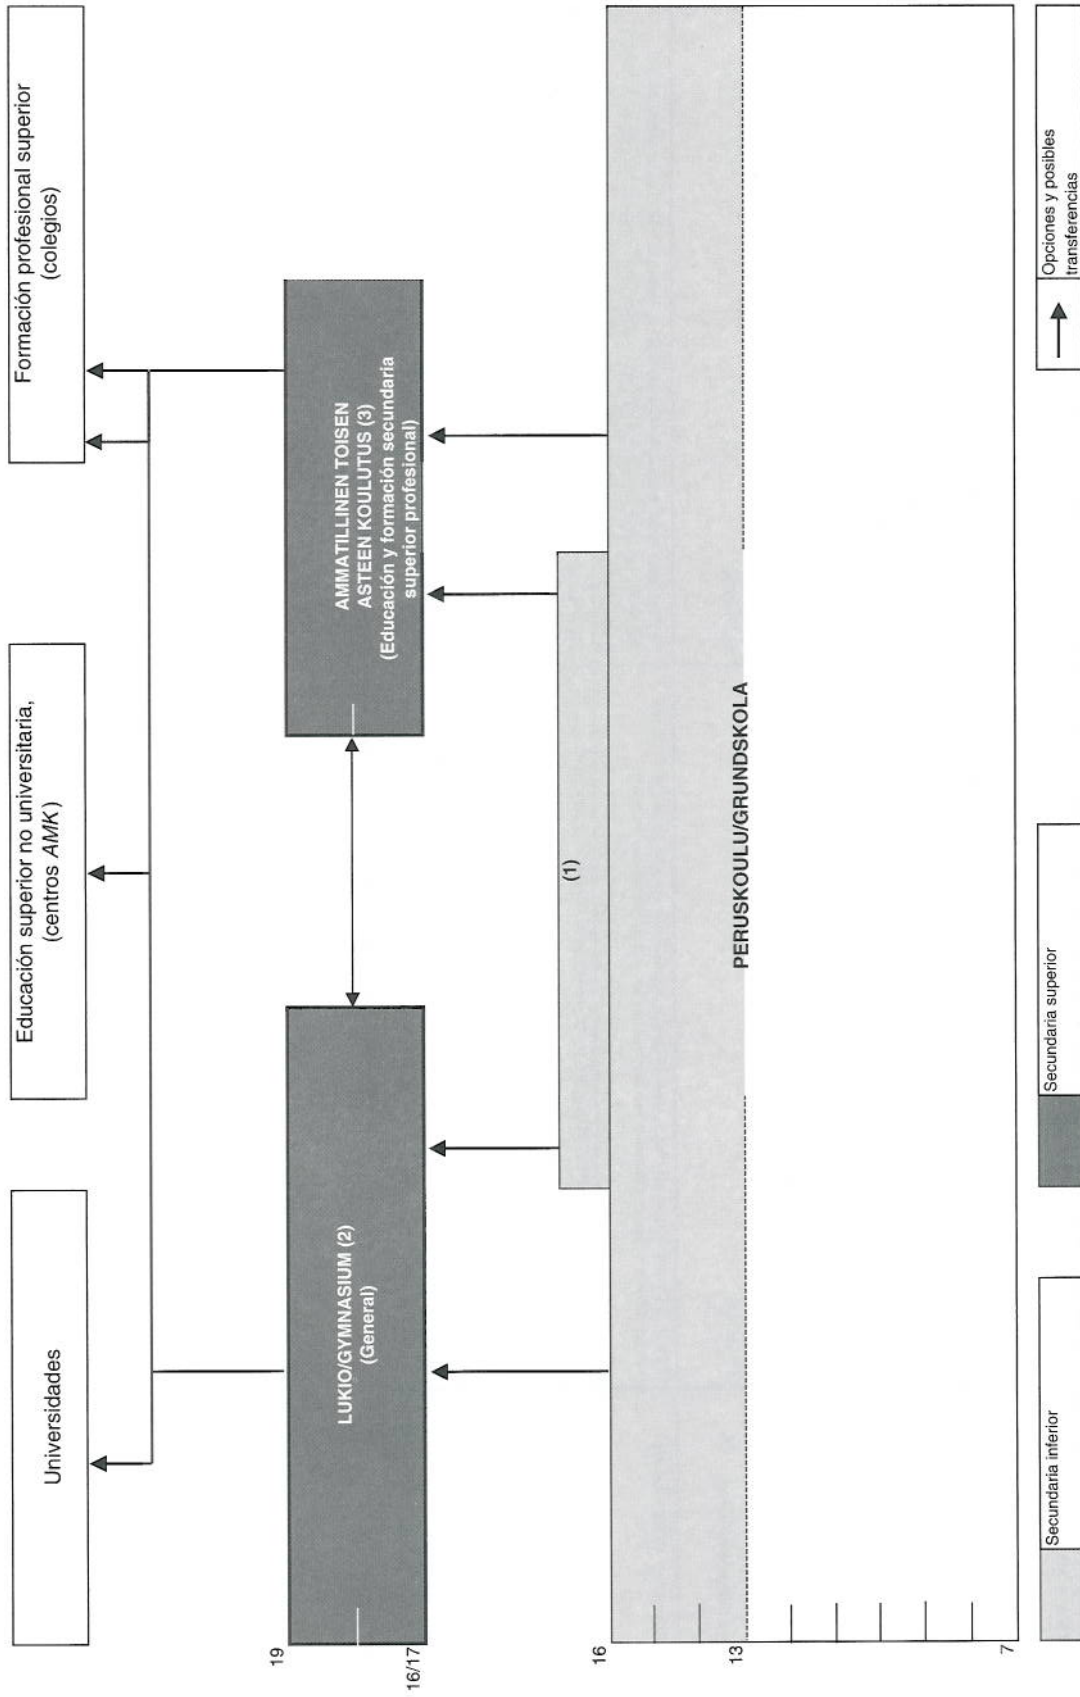 Universidades
Educación superior no universitaria,
(centros AMK)
Formación profesional superior
(colegios)
19
16/17
LUKIO/GYMNASIUM (2)
(General)
AMMATILLINEN TOISEN
ASTEEN KOULUTUS (3)
(Educación y formación secundaria
superior profesional)
(1)
16
13
7
PERUSKOULU/GRUNDSKOLA
Secundaria inferior
Secundaria superior
Opciones y posibles
transferencias